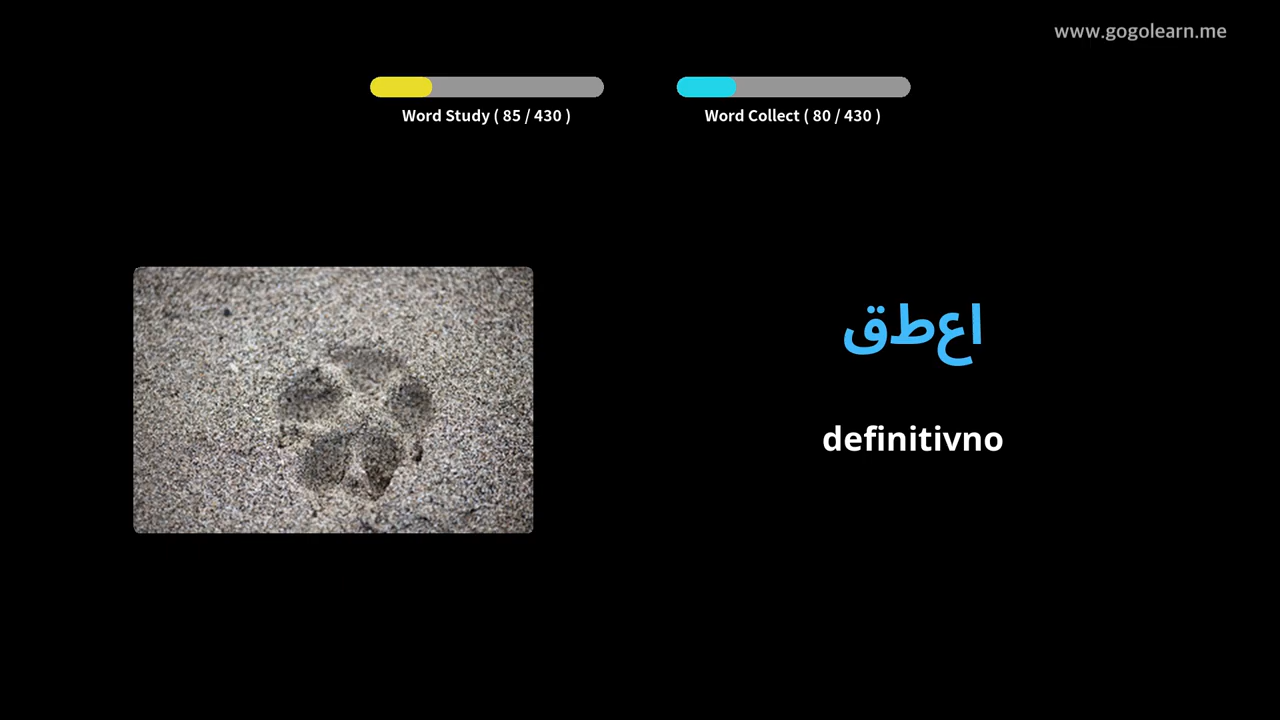 www.gogolearn.me
Word Study ( 85 / 430 )
Word Collect ( 80 / 430 )
اعطق
definitivno